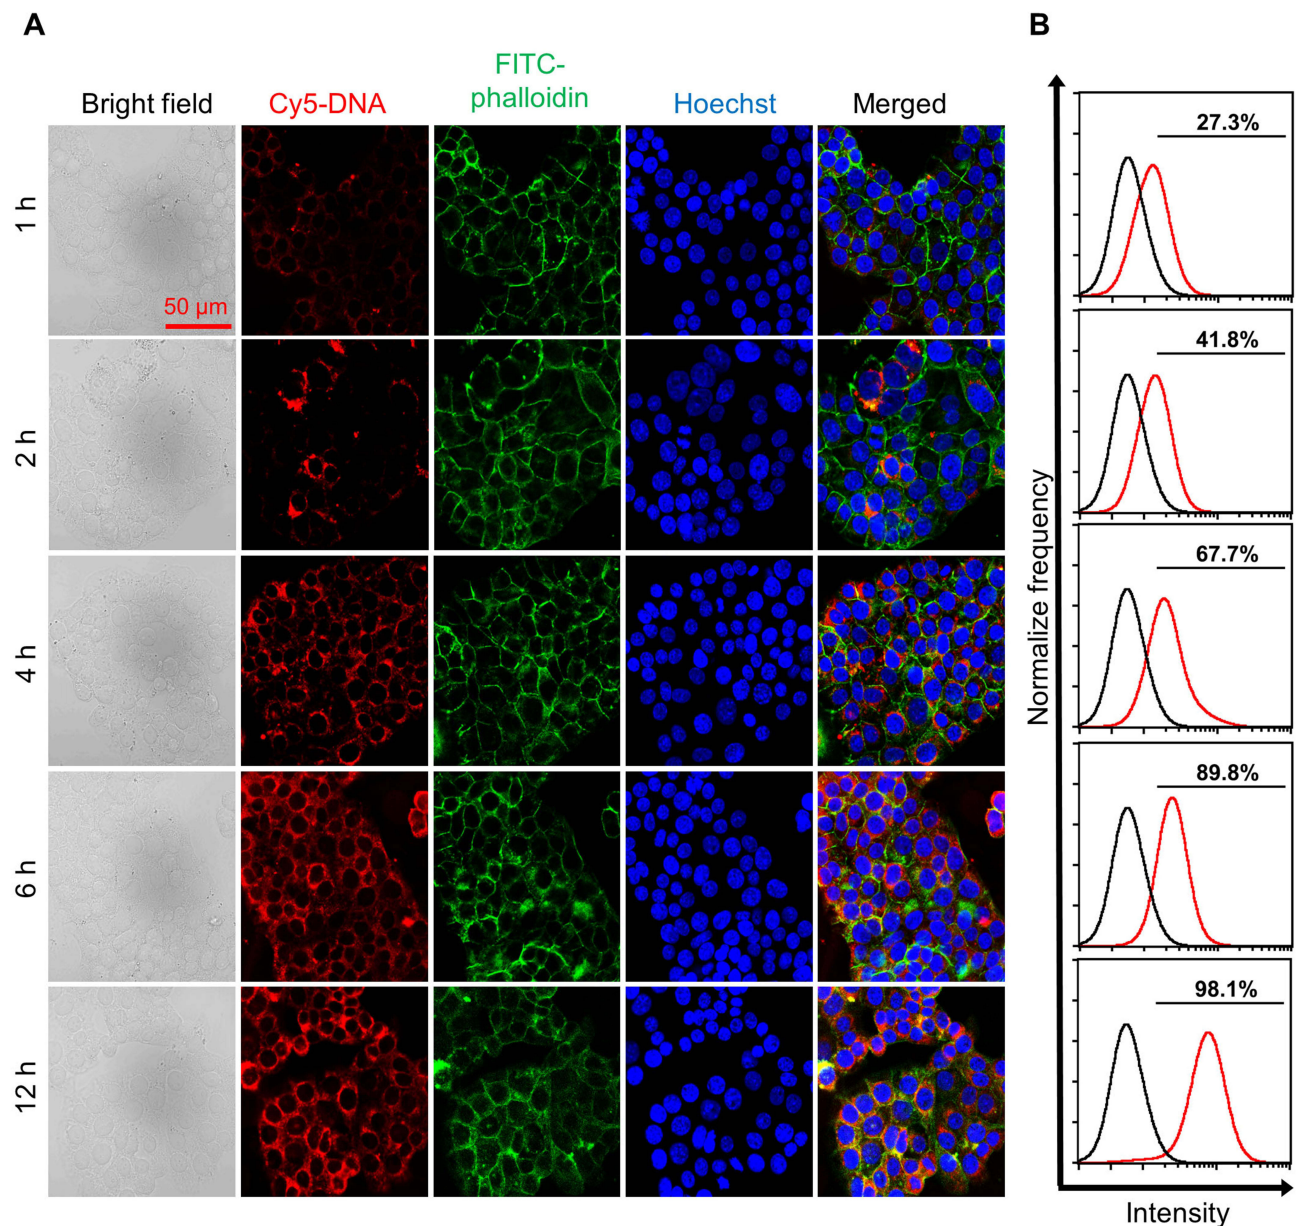 A
B
Bright field
Cy5-DNA
FITC-
phalloidin
Hoechst
Merged
1 h
50 µm
27.3%
2 h
41.8%
4 h
67.7%
6 h
89.8%
12 h
98.1%
Normalize frequency
Intensity